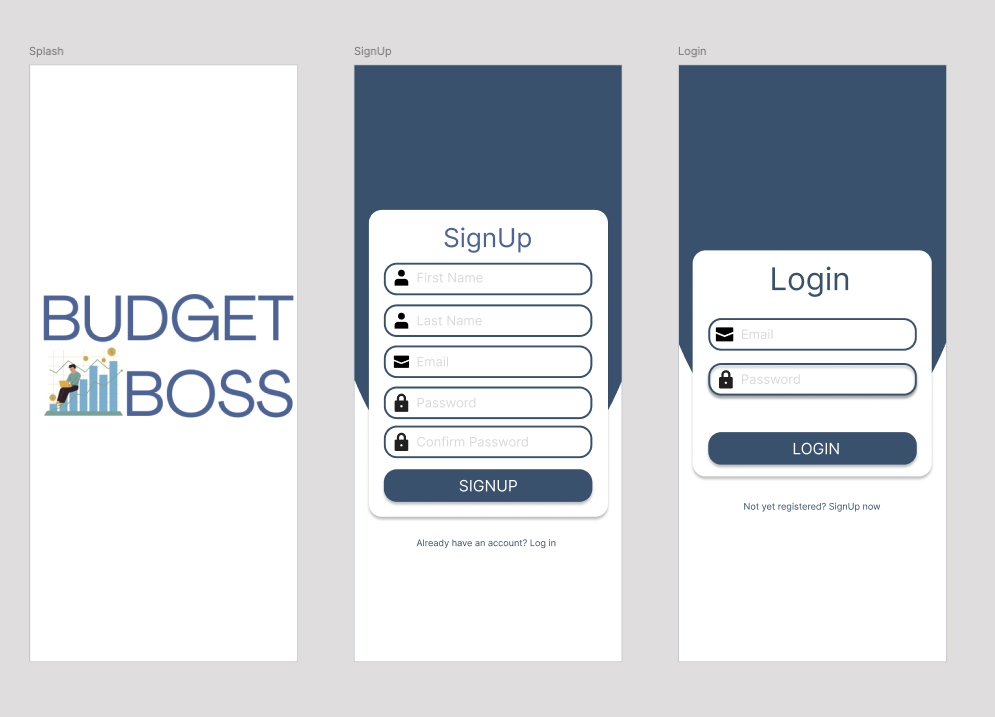 Splash
BUDGET
BOSS
SignUp
SignUp
First Name
Last Name
Email
Password
Confirm Password
SIGNUP
Already have an account? Log in
Login
Login
Email
Password
LOGIN
Not yet registered? SignUp now